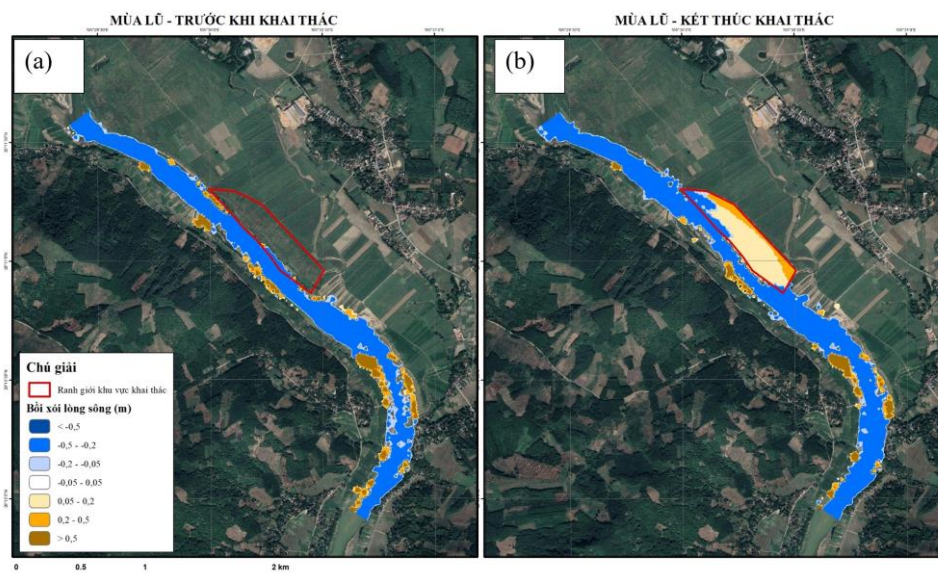 MÙA LŨ - TRƯỚC KHI KHAI THÁC
MÙA LŨ - KẾT THÚC KHAI THÁC
(a)
(b)
Chú giải
Ranh giới khu vực khai thác
Bồi xói lòng sông (m)
< -0,5
-0,5 - -0,2
-0,2 - -0,05
-0,05 - 0,05
0,05 - 0,2
0,2 - 0,5
> 0,5
0 0.5 1 2 km